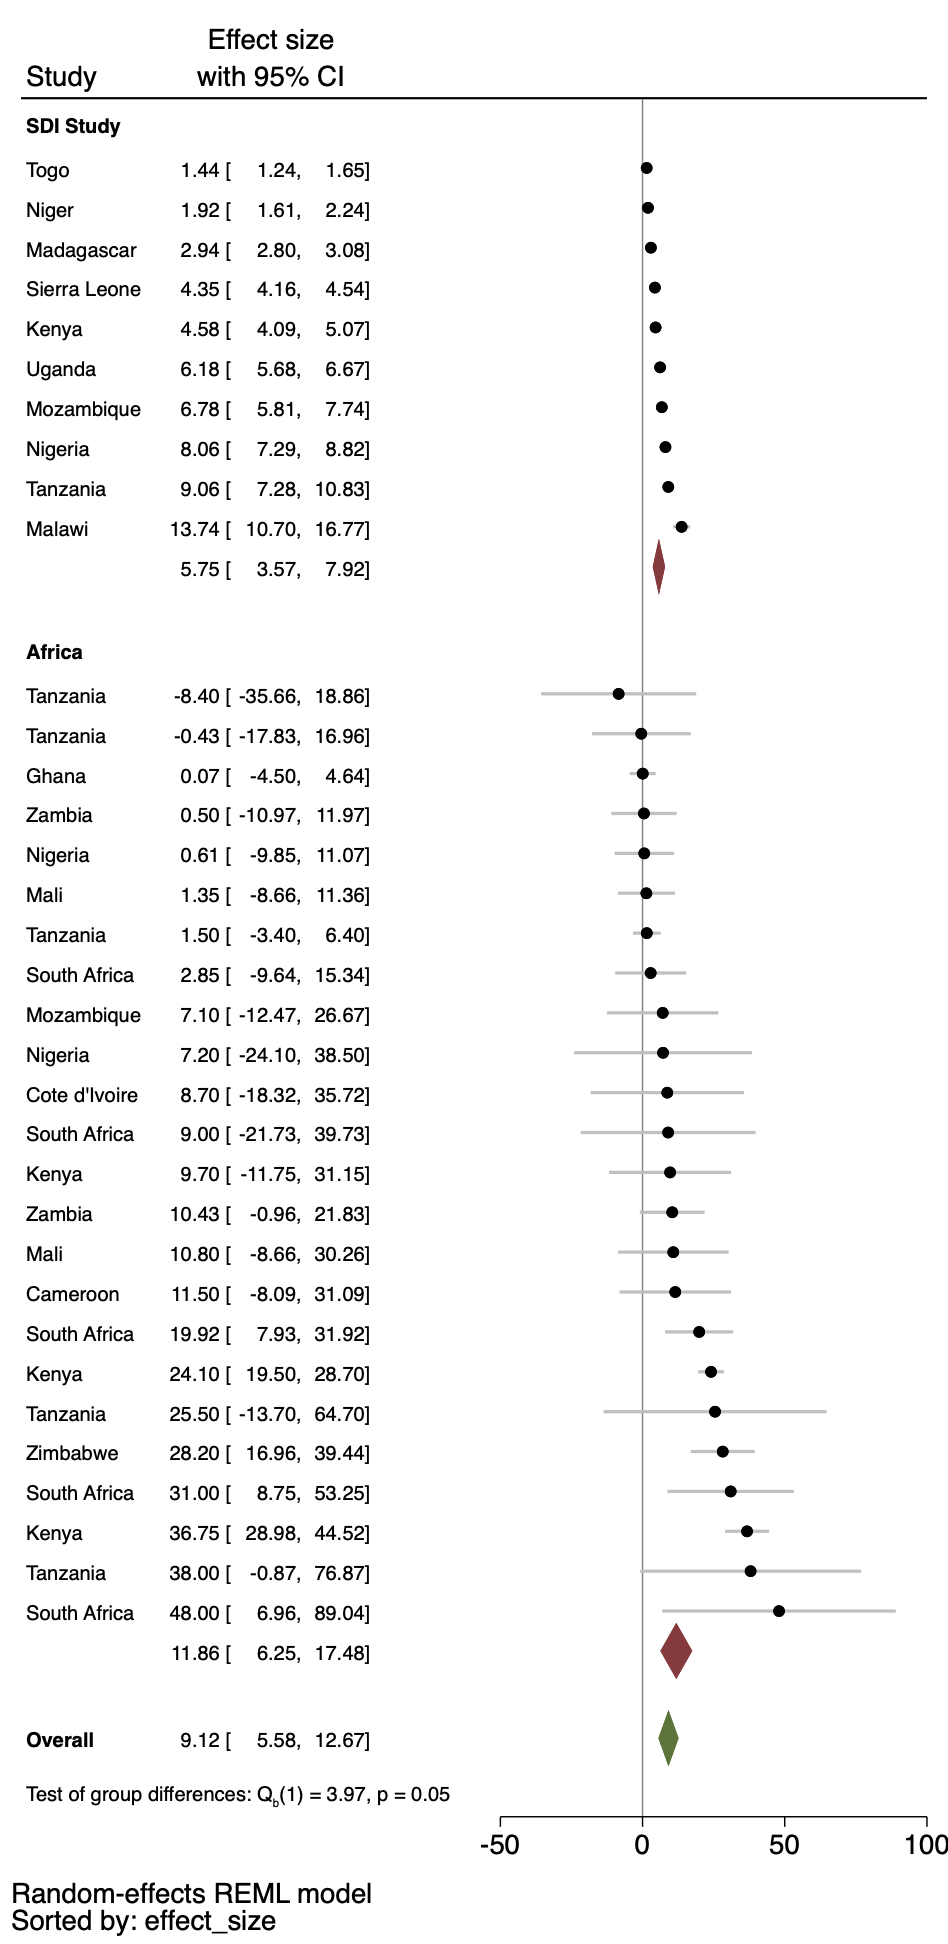 Effect size
Study with 95% CI
SDI Study
Togo 1.44 [ 1.24, 1.65]
Niger 1.92 [ 1.61, 2.24]
Madagascar 2.94 [ 2.80, 3.08]
Sierra Leone 4.35 [ 4.16, 4.54]
Kenya 4.58 [ 4.09, 5.07]
Uganda 6.18 [ 5.68, 6.67]
Mozambique 6.78 [ 5.81, 7.74]
Nigeria 8.06 [ 7.29, 8.82]
Tanzania 9.06 [ 7.28, 10.83]
Malawi 13.74 [ 10.70, 16.77]
5.75 [ 3.57, 7.92]
Africa
Tanzania -8.40 [ -35.66, 18.86]
Tanzania -0.43 [ -17.83, 16.96]
Ghana 0.07 [ -4.50, 4.64]
Zambia 0.50 [ -10.97, 11.97]
Nigeria 0.61 [ -9.85, 11.07]
Mali 1.35 [ -8.66, 11.36]
Tanzania 1.50 [ -3.40, 6.40]
South Africa 2.85 [ -9.64, 15.34]
Mozambique 7.10 [ -12.47, 26.67]
Nigeria 7.20 [ -24.10, 38.50]
Cote d'Ivoire 8.70 [ -18.32, 35.72]
South Africa 9.00 [ -21.73, 39.73]
Kenya 9.70 [ -11.75, 31.15]
Zambia 10.43 [ -0.96, 21.83]
Mali 10.80 [ -8.66, 30.26]
Cameroon 11.50 [ -8.09, 31.09]
South Africa 19.92 [ 7.93, 31.92]
Kenya 24.10 [ 19.50, 28.70]
Tanzania 25.50 [ -13.70, 64.70]
Zimbabwe 28.20 [ 16.96, 39.44]
South Africa 31.00 [ 8.75, 53.25]
Kenya 36.75 [ 28.98, 44.52]
Tanzania 38.00 [ -0.87, 76.87]
South Africa 48.00 [ 6.96, 89.04]
11.86 [ 6.25, 17.48]
Overall 9.12 [ 5.58, 12.67]
Test of group differences: Q_b(1) = 3.97, p = 0.05
-50 0 50 100
Random-effects REML model
Sorted by: effect_size